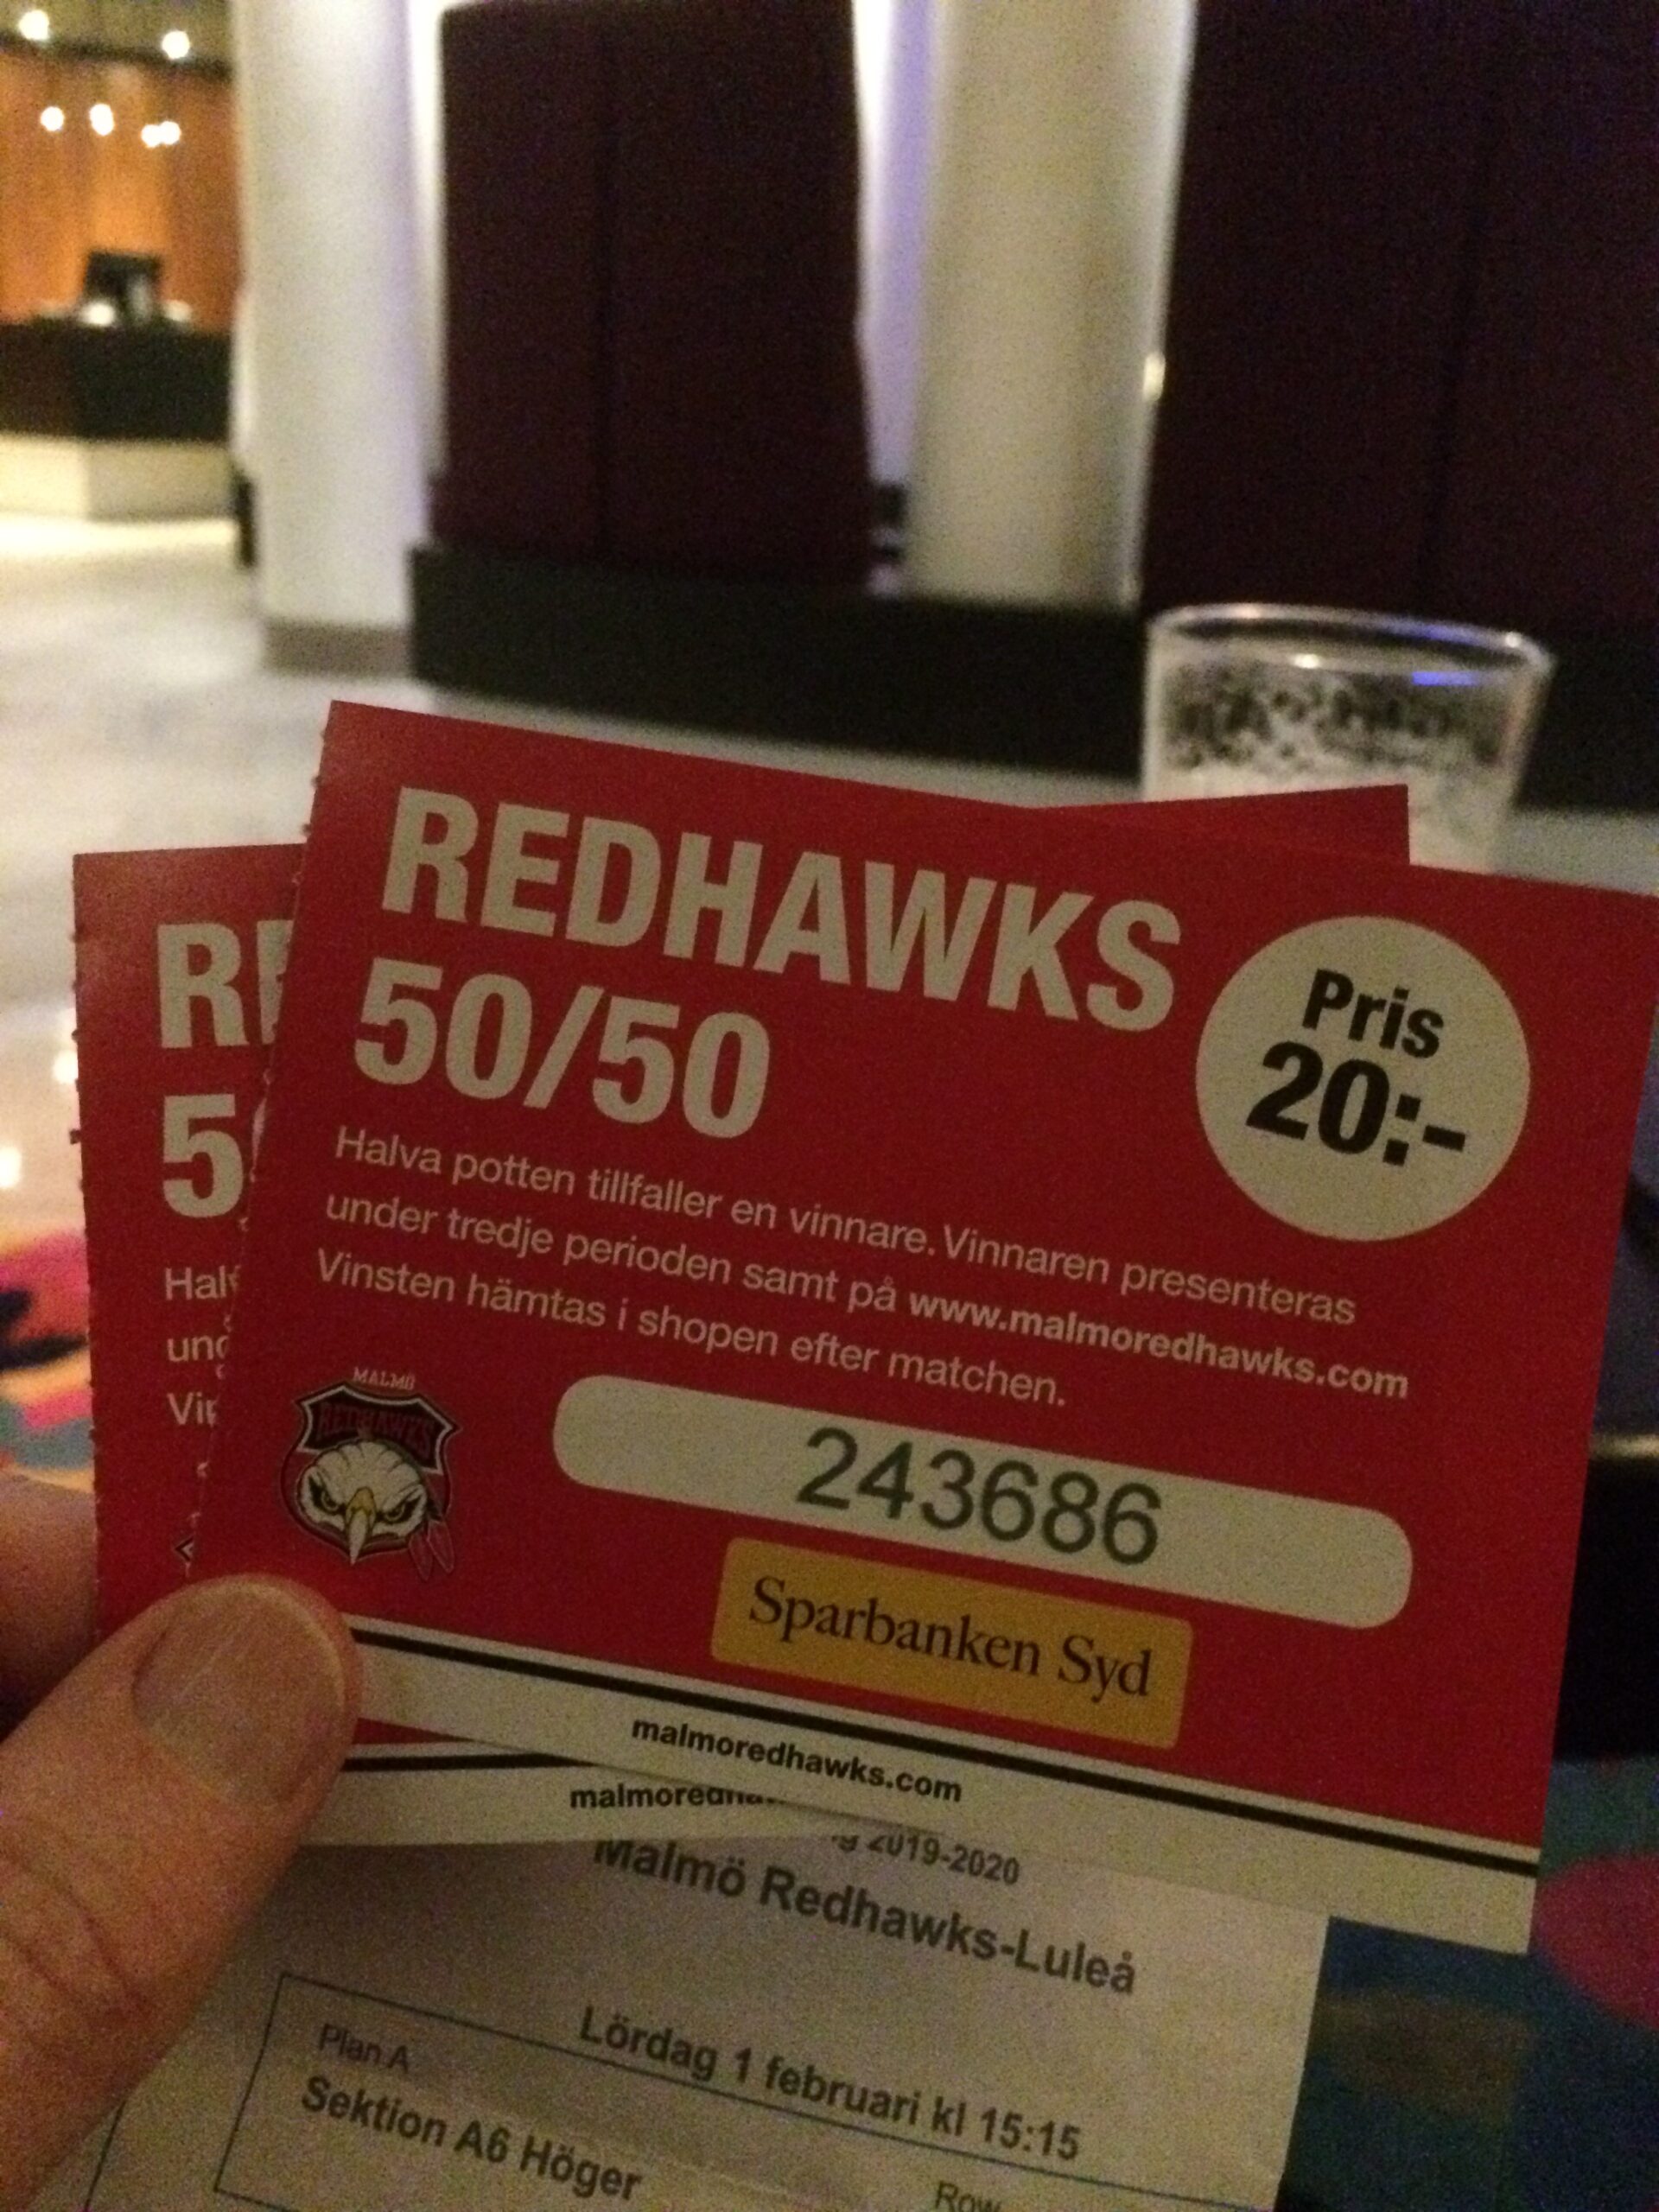 REDHAWKS
50/50
Pris
20:-
Halva potten tillfaller en vinnare. Vinnaren presenteras
under tredje perioden samt på www.malmoredhawks.com
Vinsten hämtas i shopen efter matchen.
MALMÖ
REDHAWKS
243686
Sparbanken Syd
malmoredhawks.com
2019-2020
Malmö Redhawks-Luleå
Lördag 1 februari kl 15:15
Plan A
Sektion A6 Höger
Row